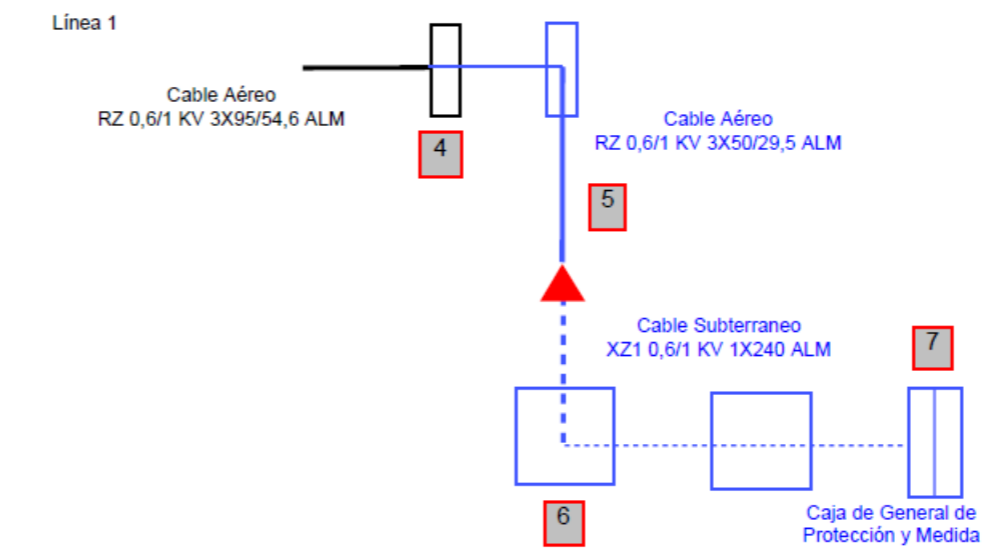 Línea 1
Cable Aéreo
RZ 0,6/1 KV 3X95/54,6 ALM
4
Cable Aéreo
RZ 0,6/1 KV 3X50/29,5 ALM
5
Cable Subterraneo
XZ1 0,6/1 KV 1X240 ALM
7
6
Caja de General de
Protección y Medida